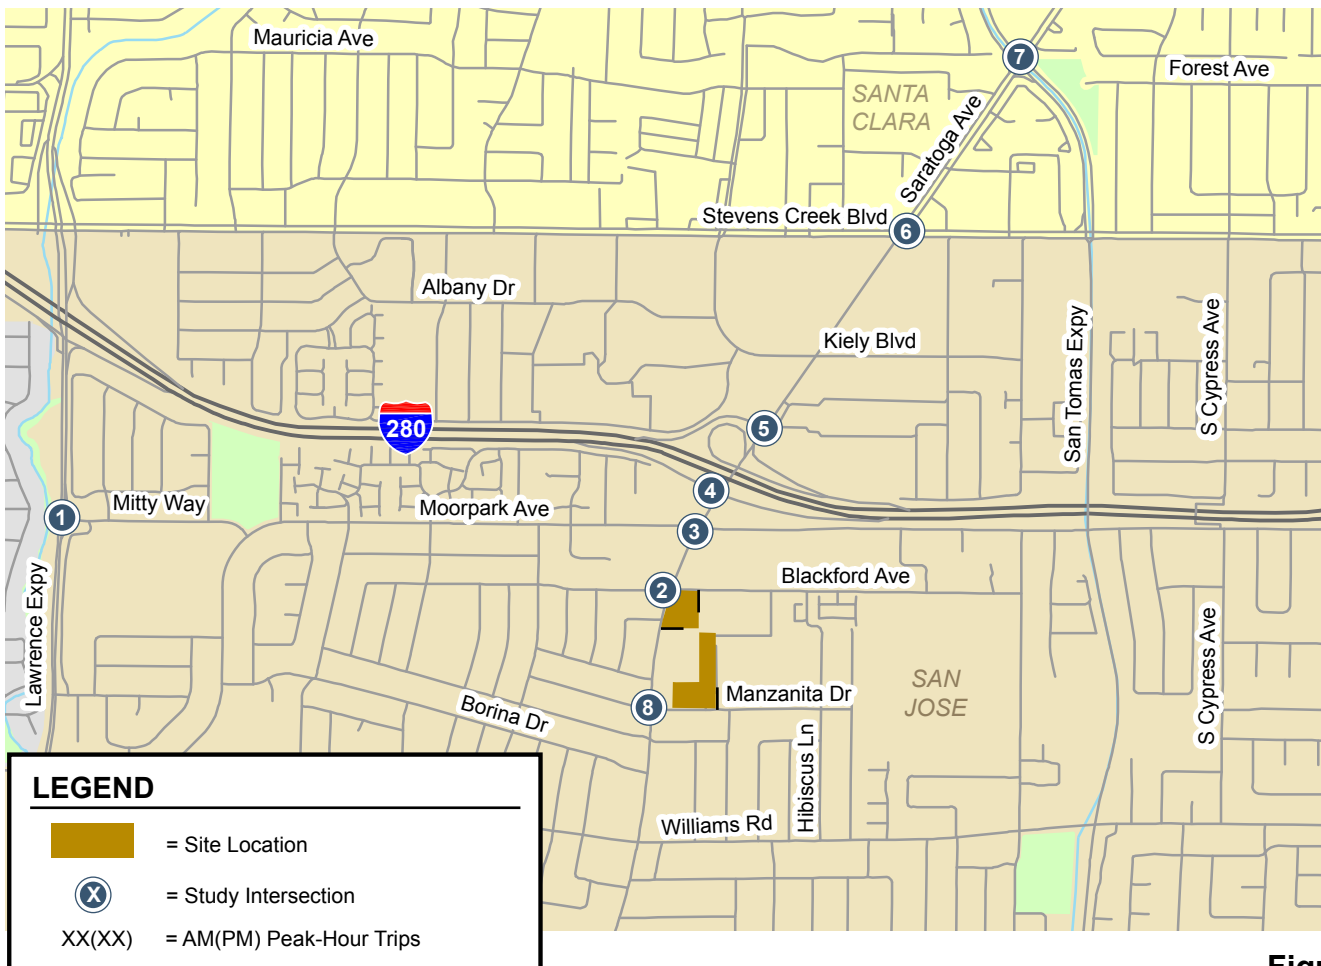 Mauricia Ave
7
Forest Ave
SANTA
CLARA
Saratoga Ave
Stevens Creek Blvd
6
Albany Dr
Kiely Blvd
San Tomas Expy
S Cypress Ave
280
5
4
Mitty Way
Moorpark Ave
1
3
Lawrence Expy
2
Blackford Ave
S Cypress Ave
SAN
JOSE
Manzanita Dr
8
Borina Dr
Hibiscus Ln
Williams Rd
LEGEND
= Site Location
X
= Study Intersection
XX(XX)
= AM(PM) Peak-Hour Trips